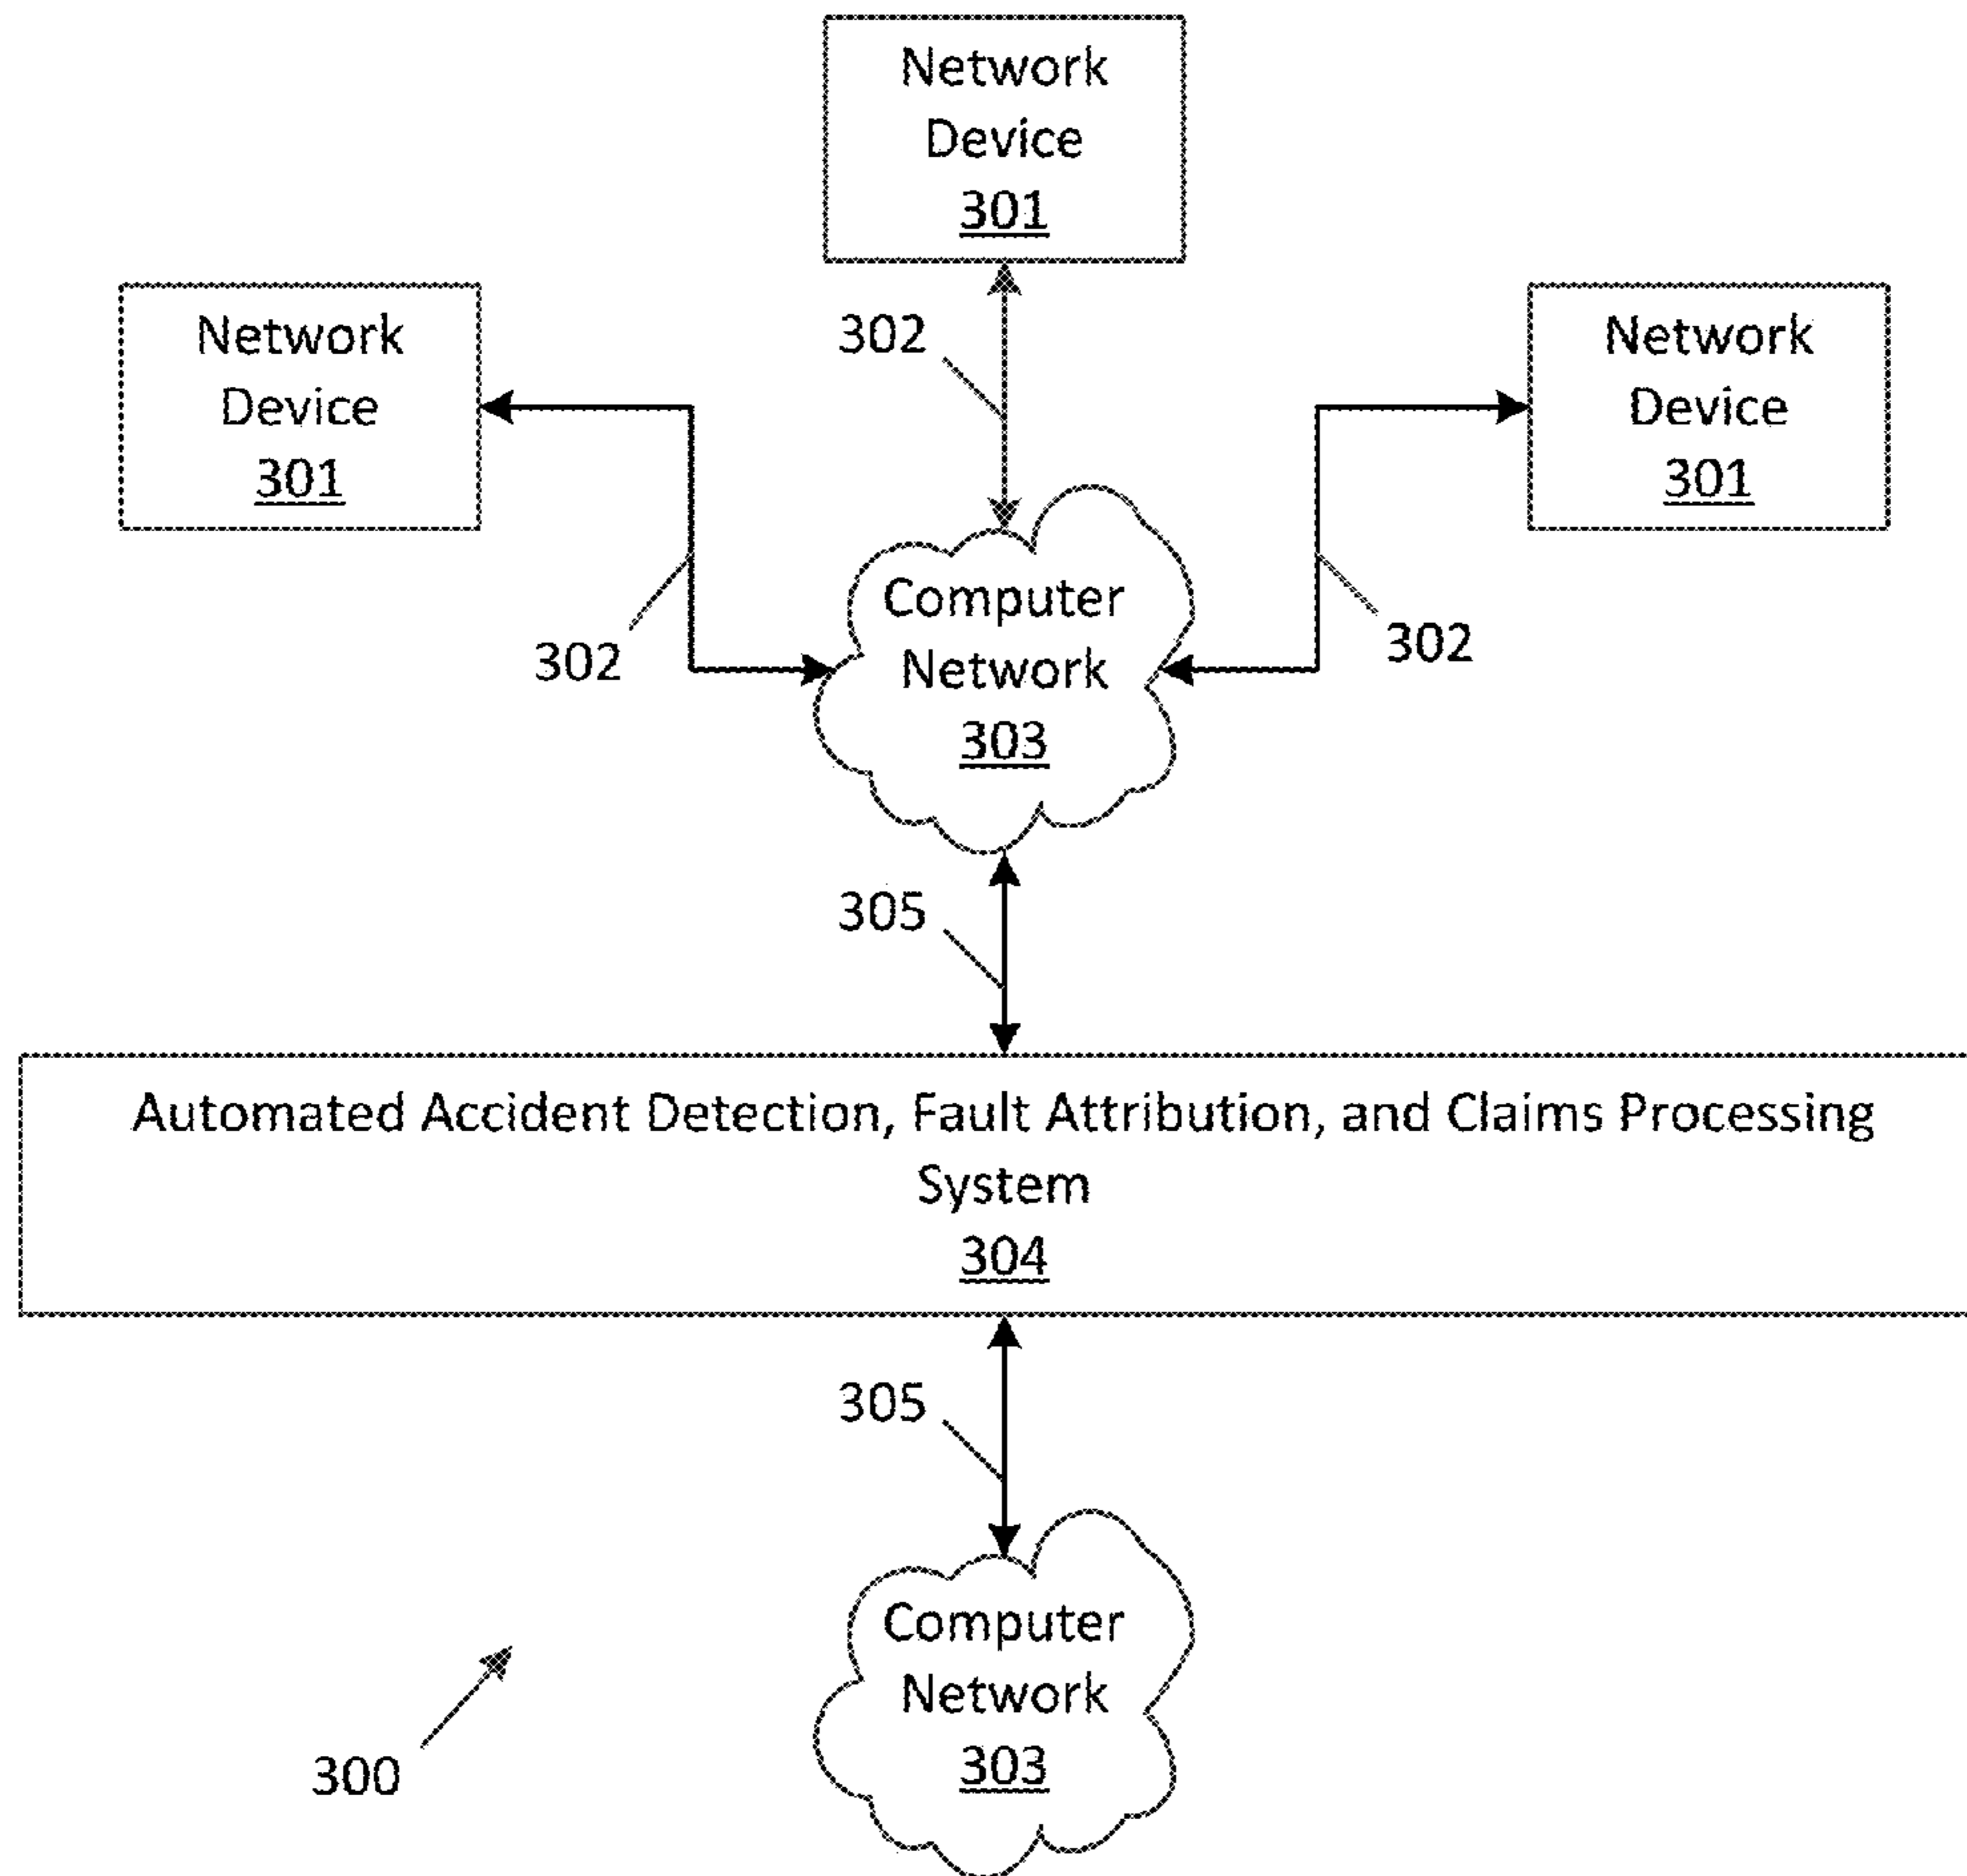 Network
Device
301
Network
Device
301
302
Network
Device
301
302
Computer
Network
303
302
305
Automated Accident Detection, Fault Attribution, and Claims Processing
System
304
305
Computer
Network
303
300